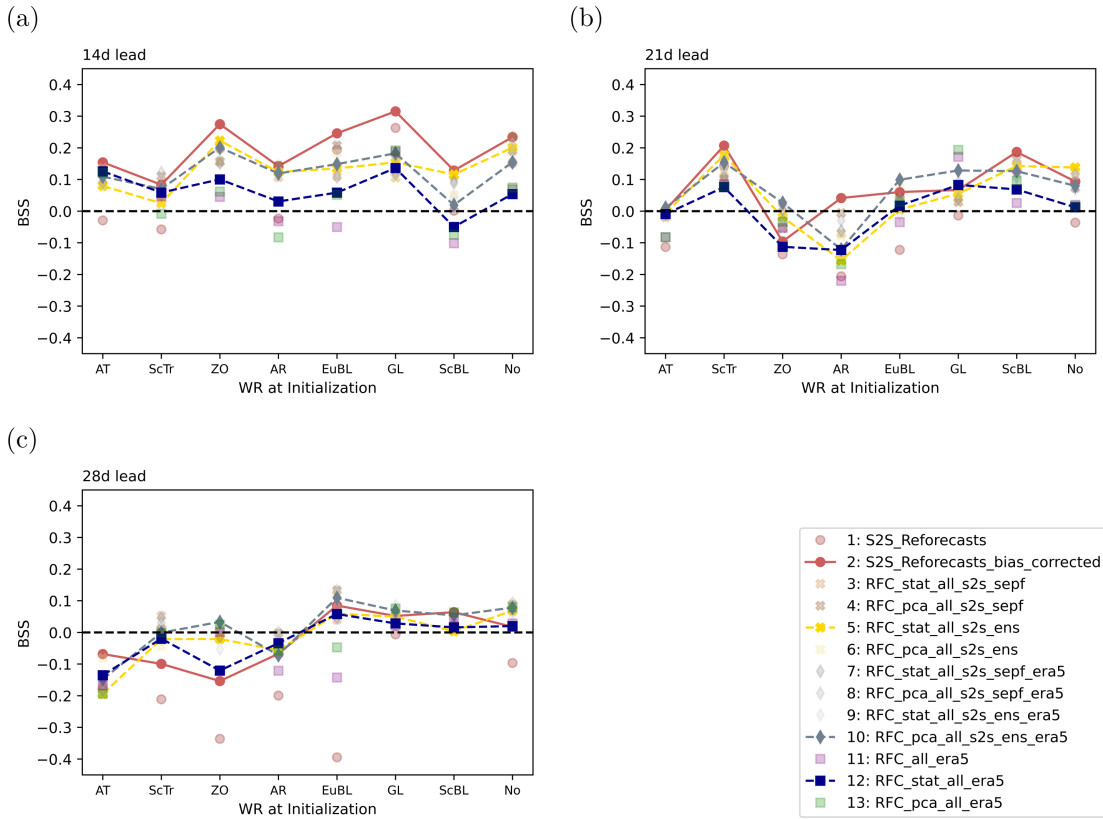 (a)
14d lead
0.4
0.3
0.2
0.1
0.0
−0.1
−0.2
−0.3
−0.4
BSS
AT ScTr ZO AR EuBL GL ScBL No
WR at Initialization
(b)
21d lead
0.4
0.3
0.2
0.1
0.0
−0.1
−0.2
−0.3
−0.4
BSS
AT ScTr ZO AR EuBL GL ScBL No
WR at Initialization
(c)
28d lead
0.4
0.3
0.2
0.1
0.0
−0.1
−0.2
−0.3
−0.4
BSS
AT ScTr ZO AR EuBL GL ScBL No
WR at Initialization
1: S2S_Reforecasts
2: S2S_Reforecasts_bias_corrected
3: RFC_stat_all_s2s_sepf
4: RFC_pca_all_s2s_sepf
5: RFC_stat_all_s2s_ens
6: RFC_pca_all_s2s_ens
7: RFC_stat_all_s2s_sepf_era5
8: RFC_pca_all_s2s_sepf_era5
9: RFC_stat_all_s2s_ens_era5
10: RFC_pca_all_s2s_ens_era5
11: RFC_all_era5
12: RFC_stat_all_era5
13: RFC_pca_all_era5